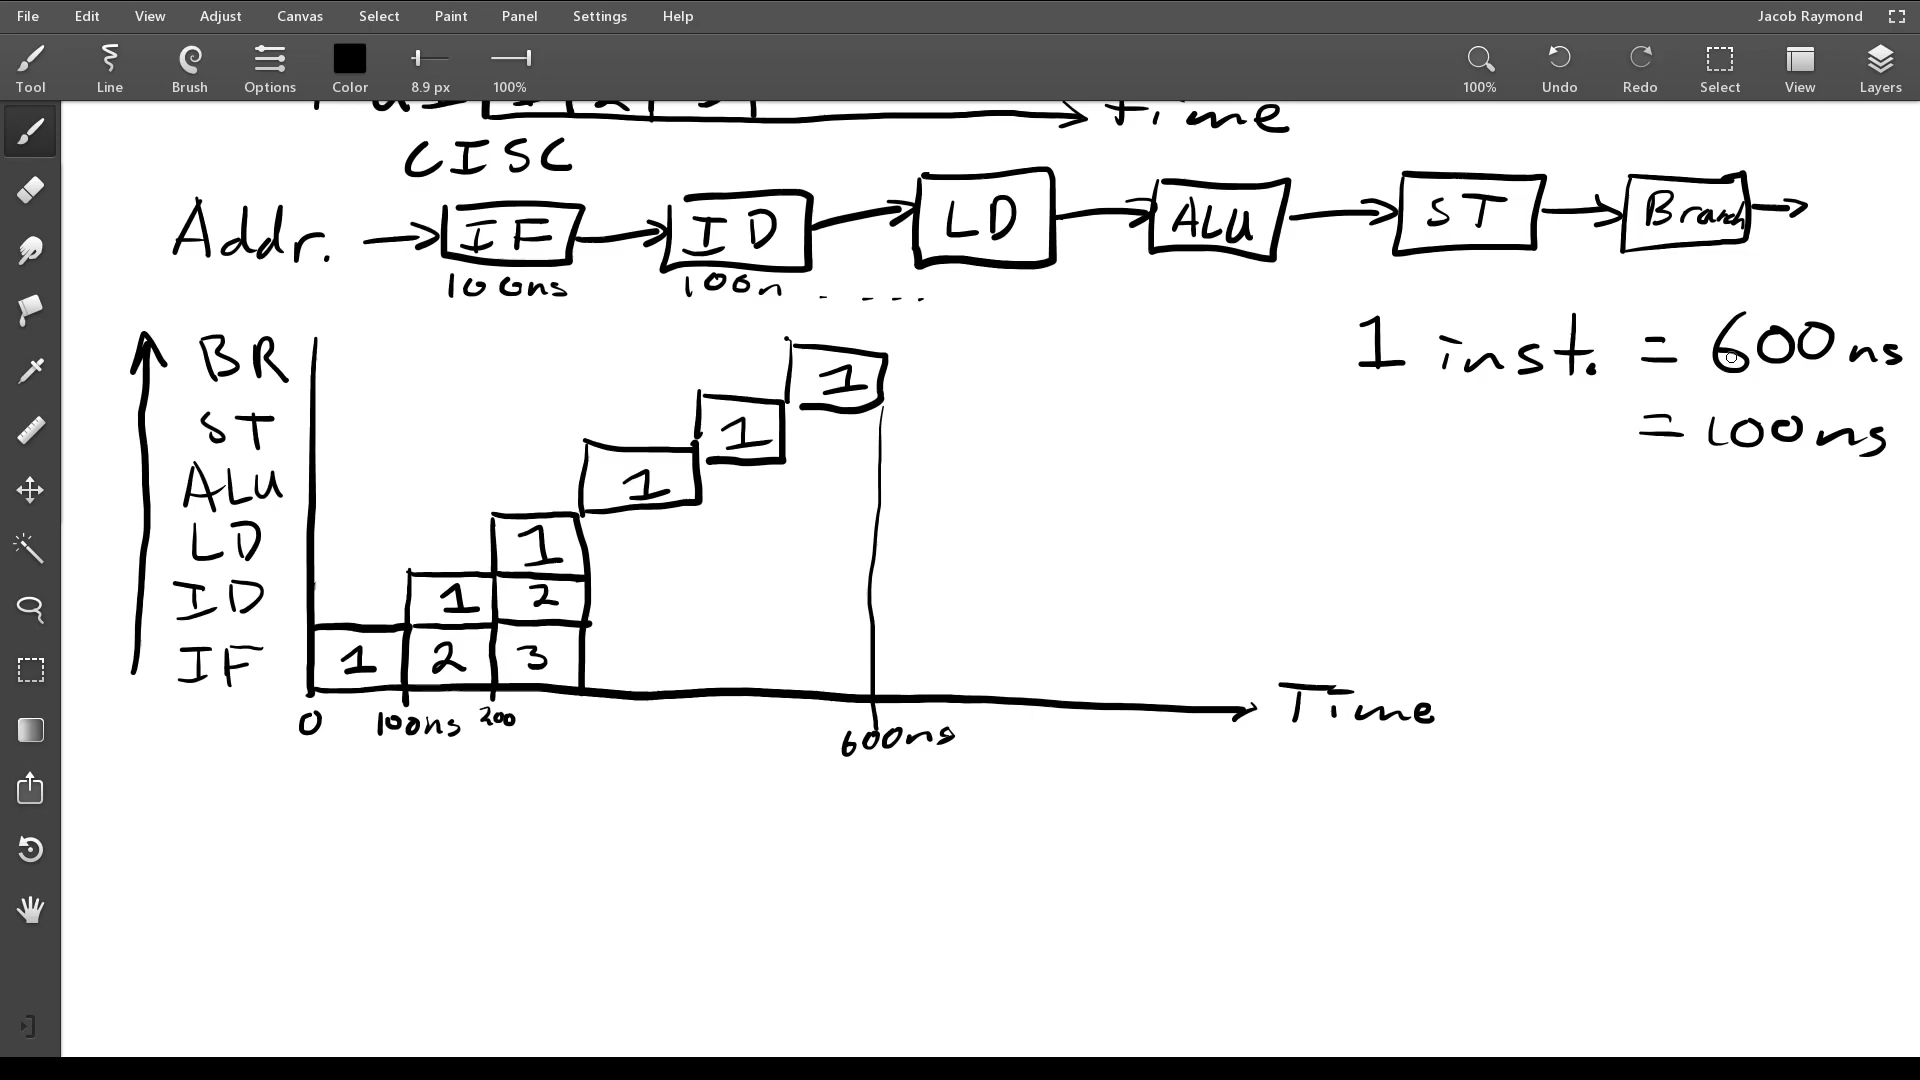 File Edit View Adjust Canvas Select Paint Panel Settings Help Jacob Raymond
Tool Line Brush Options Color 8.9 px 100% 100% Undo Redo Select View Layers
Time
CISC
Addr. IF ID LD ALU ST Branch
100ns 100n
BR 1
1 inst. = 600ns
= 100ns
ST 1
ALU 1
LD 1
ID 1 2
IF 1 2 3
0 100ns 200 600ns
Time